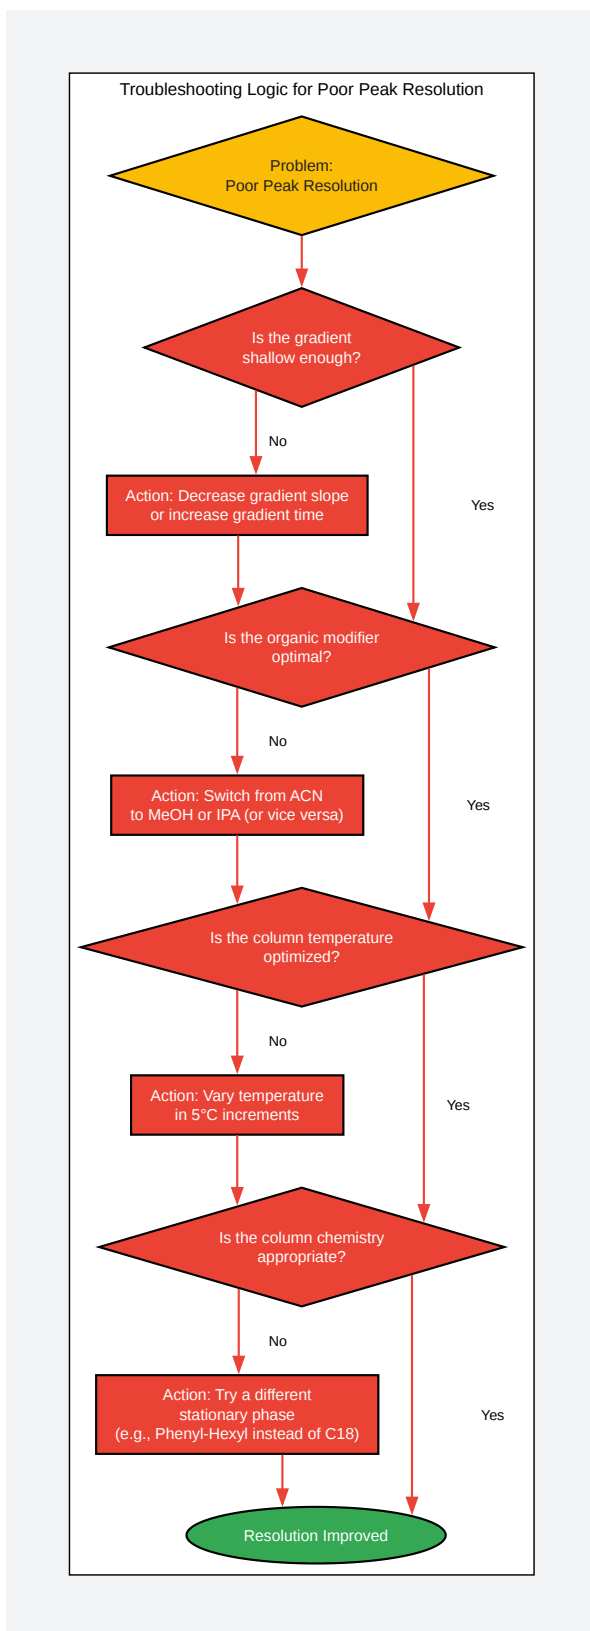 Troubleshooting Logic for Poor Peak Resolution
Problem:
Poor Peak Resolution
Is the gradient
shallow enough?
No
Action: Decrease gradient slope
or increase gradient time
Yes
Is the organic modifier
optimal?
No
Action: Switch from ACN
to MeOH or IPA (or vice versa)
Yes
Is the column temperature
optimized?
No
Action: Vary temperature
in 5°C increments
Yes
Is the column chemistry
appropriate?
No
Action: Try a different
stationary phase
(e.g., Phenyl-Hexyl instead of C18)
Yes
Resolution Improved